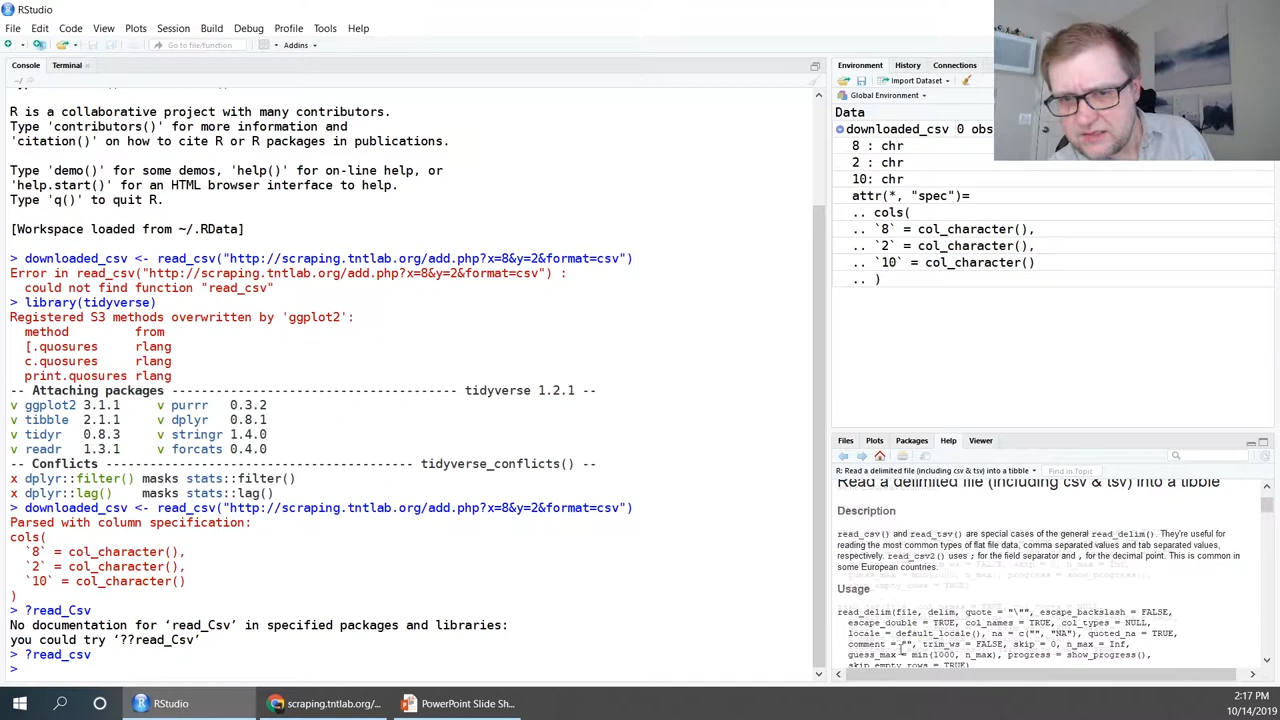 RStudio
File Edit Code View Plots Session Build Debug Profile Tools Help
Go to file/function Addins
Console Terminal
~/
R is a collaborative project with many contributors.
Type 'contributors()' for more information and
'citation()' on how to cite R or R packages in publications.
Type 'demo()' for some demos, 'help()' for on-line help, or
'help.start()' for an HTML browser interface to help.
Type 'q()' to quit R.
[Workspace loaded from ~/.RData]
> downloaded_csv <- read_csv("http://scraping.tntlab.org/add.php?x=8&y=2&format=csv")
Error in read_csv("http://scraping.tntlab.org/add.php?x=8&y=2&format=csv") :
could not find function "read_csv"
> library(tidyverse)
Registered S3 methods overwritten by 'ggplot2':
method from
[.quosures rlang
c.quosures rlang
print.quosures rlang
-- Attaching packages --------------------------------------- tidyverse 1.2.1 --
v ggplot2 3.1.1 v purrr 0.3.2
v tibble 2.1.1 v dplyr 0.8.1
v tidyr 0.8.3 v stringr 1.4.0
v readr 1.3.1 v forcats 0.4.0
-- Conflicts ------------------------------------------ tidyverse_conflicts() --
x dplyr::filter() masks stats::filter()
x dplyr::lag() masks stats::lag()
> downloaded_csv <- read_csv("http://scraping.tntlab.org/add.php?x=8&y=2&format=csv")
Parsed with column specification:
cols(
`8` = col_character(),
`2` = col_character(),
`10` = col_character()
)
> ?read_Csv
No documentation for ‘read_Csv’ in specified packages and libraries:
you could try ‘??read_Csv’
> ?read_csv
>
Environment History Connections
Import Dataset
Global Environment
Data
downloaded_csv 0 obs
8 : chr
2 : chr
10: chr
attr(*, "spec")=
.. cols(
.. `8` = col_character(),
.. `2` = col_character(),
.. `10` = col_character()
.. )
Files Plots Packages Help Viewer
R: Read a delimited file (including csv & tsv) into a tibble Find in Topic
Read a delimited file (including csv & tsv) into a tibble
Description
read_csv() and read_tsv() are special cases of the general read_delim(). They're useful for
reading the most common types of flat file data, comma separated values and tab separated values,
respectively. read_csv2() uses ; for the field separator and , for the decimal point. This is common in
some European countries.
Usage
read_delim(file, delim, quote = "\"", escape_backslash = FALSE,
escape_double = TRUE, col_names = TRUE, col_types = NULL,
locale = default_locale(), na = c("", "NA"), quoted_na = TRUE,
comment = "", trim_ws = FALSE, skip = 0, n_max = Inf,
guess_max = min(1000, n_max), progress = show_progress(),
skip_empty_rows = TRUE)
RStudio scraping.tntlab.org/... PowerPoint Slide Sh...
2:17 PM
10/14/2019